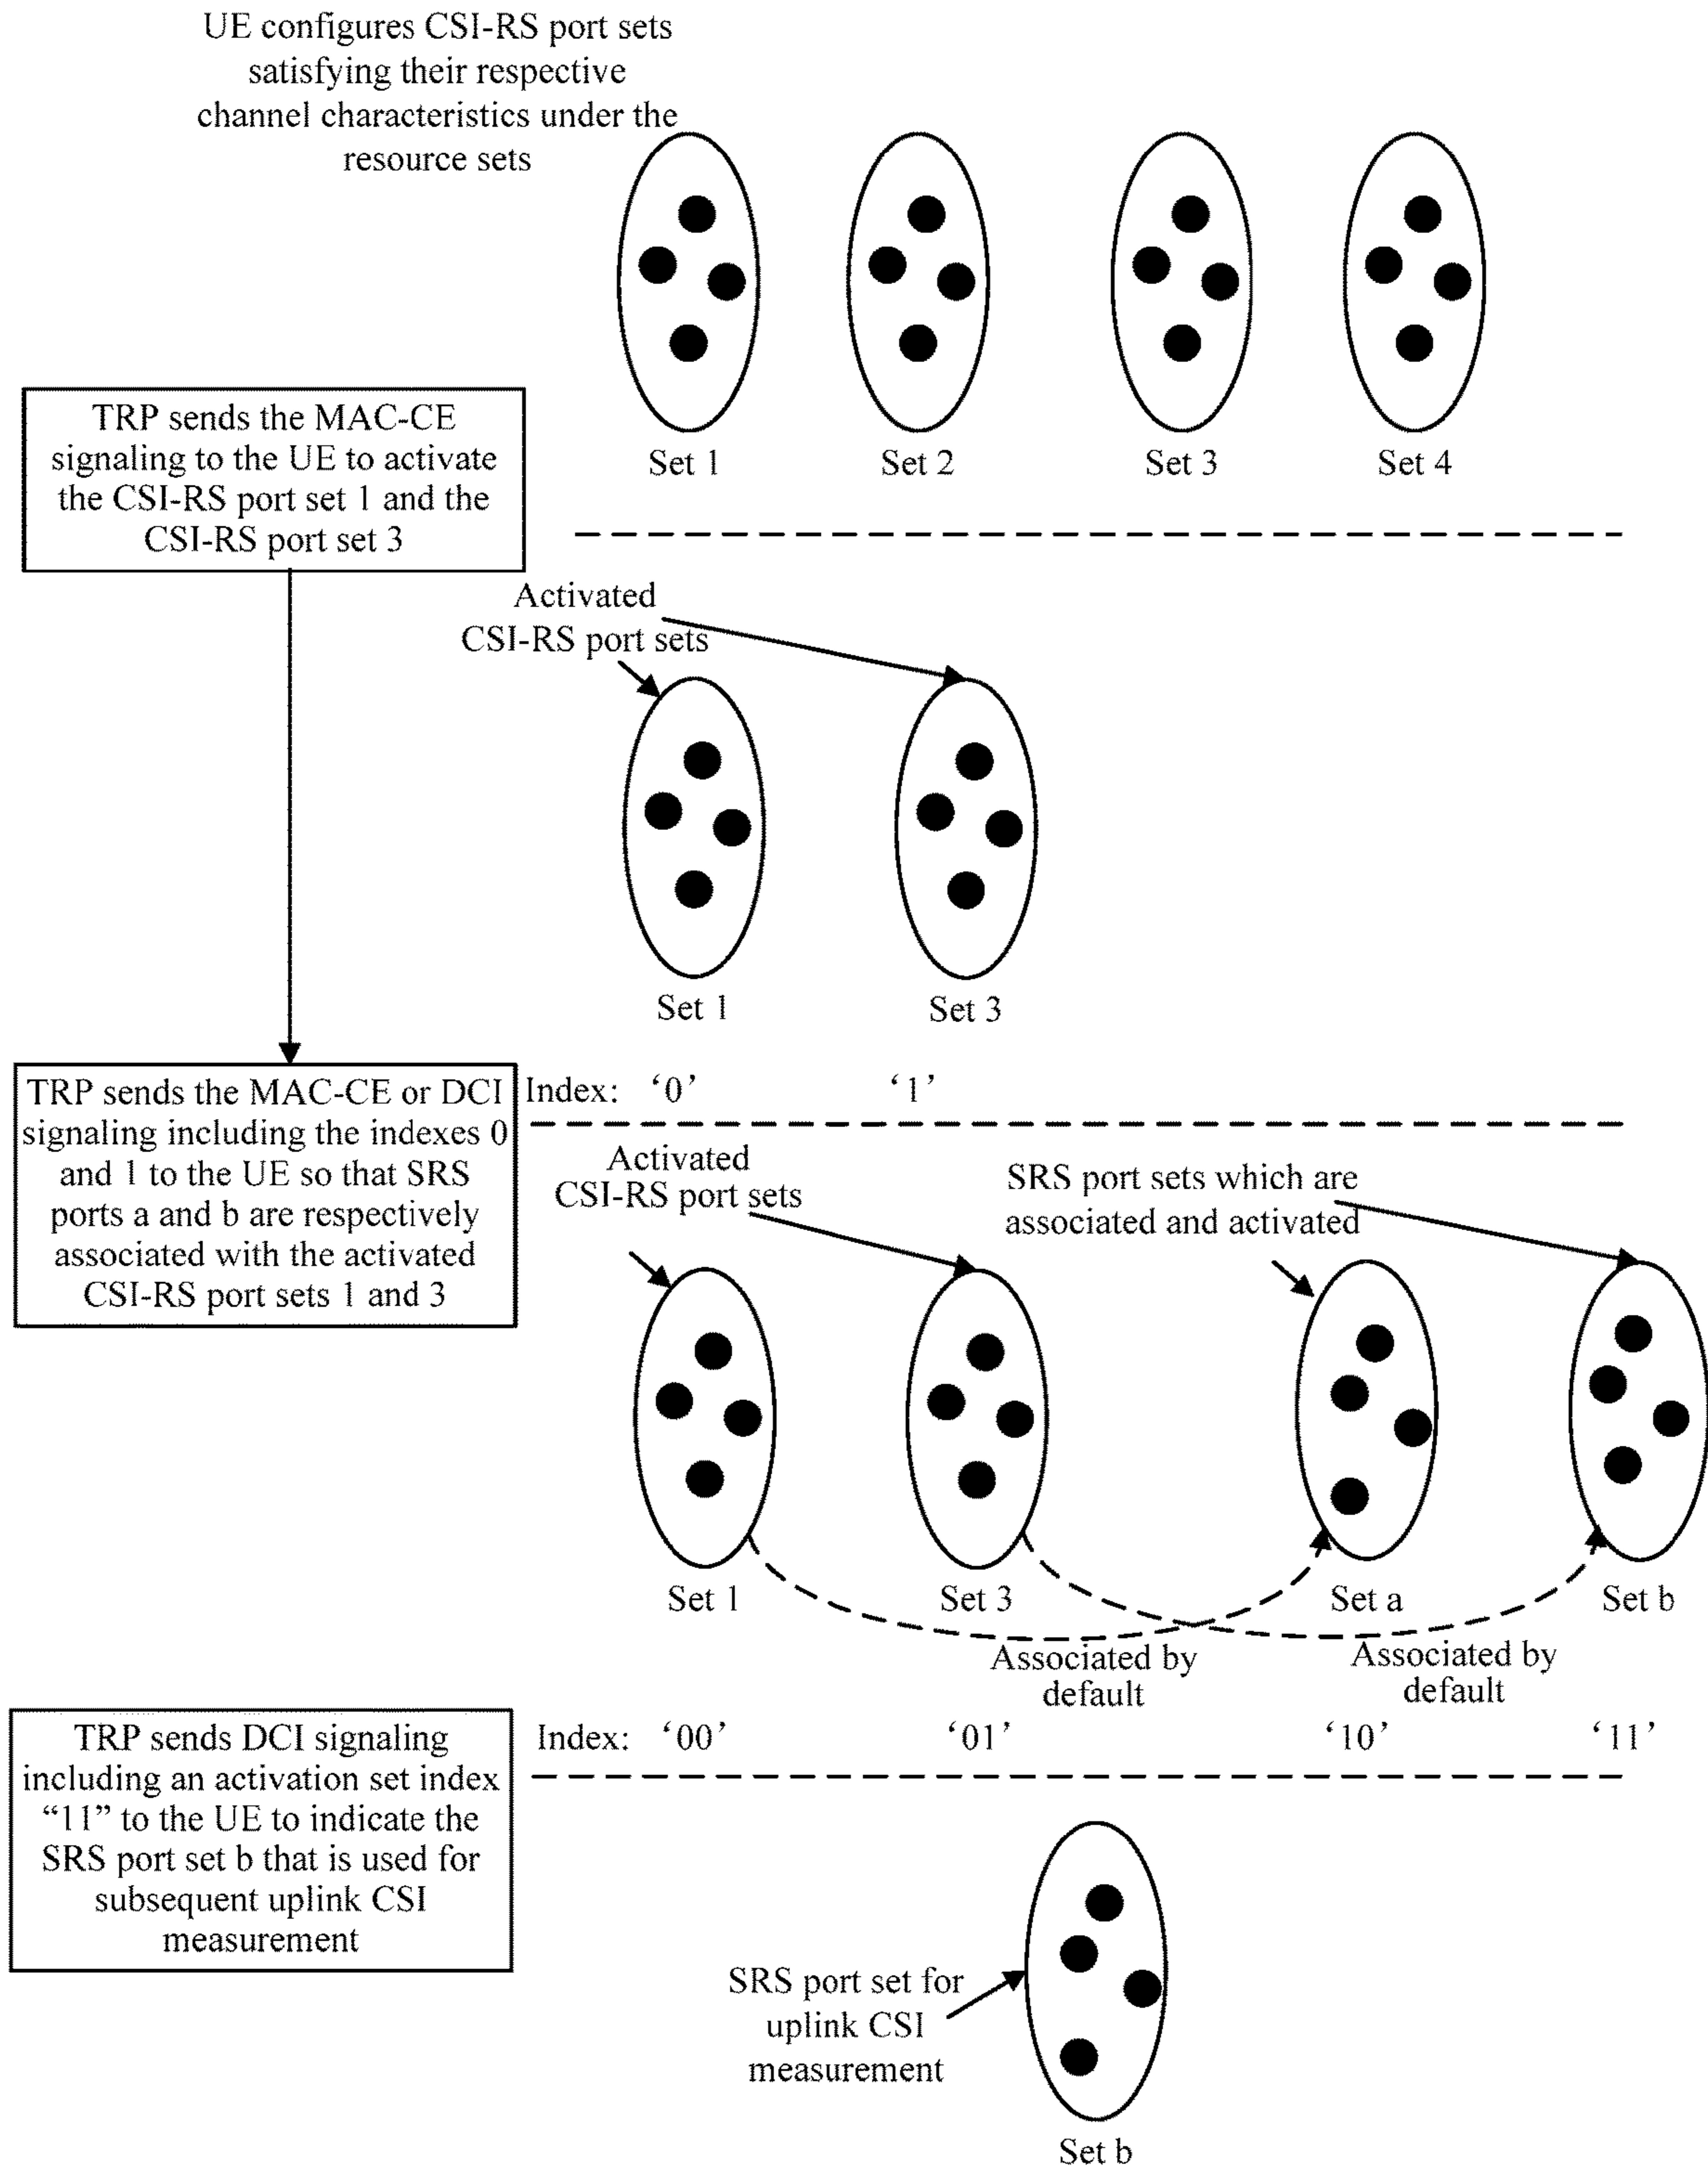 UE configures CSI-RS port sets
satisfying their respective
channel characteristics under the
resource sets
Set 1
Set 2
Set 3
Set 4
TRP sends the MAC-CE
signaling to the UE to activate
the CSI-RS port set 1 and the
CSI-RS port set 3
Activated
CSI-RS port sets
Set 1
Set 3
Index: ‘0’ ‘1’
TRP sends the MAC-CE or DCI
signaling including the indexes 0
and 1 to the UE so that SRS
ports a and b are respectively
associated with the activated
CSI-RS port sets 1 and 3
Activated
CSI-RS port sets
SRS port sets which are
associated and activated
Set 1
Set 3
Set a
Set b
Associated by
default
Associated by
default
Index: ‘00’ ‘01’ ‘10’ ‘11’
TRP sends DCI signaling
including an activation set index
“11” to the UE to indicate the
SRS port set b that is used for
subsequent uplink CSI
measurement
SRS port set for
uplink CSI
measurement
Set b